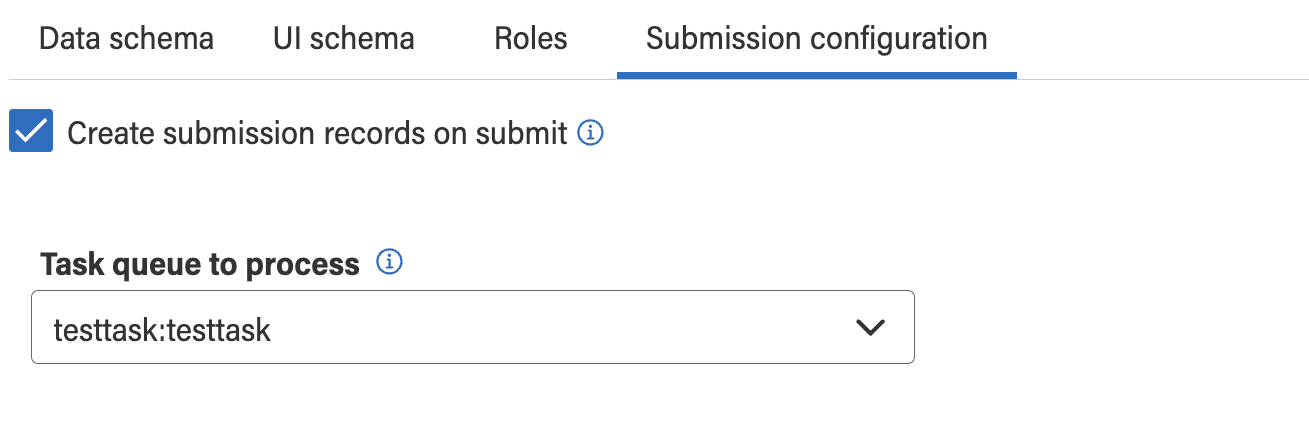 Data schema UI schema Roles Submission configuration
Create submission records on submit
Task queue to process
testtask:testtask